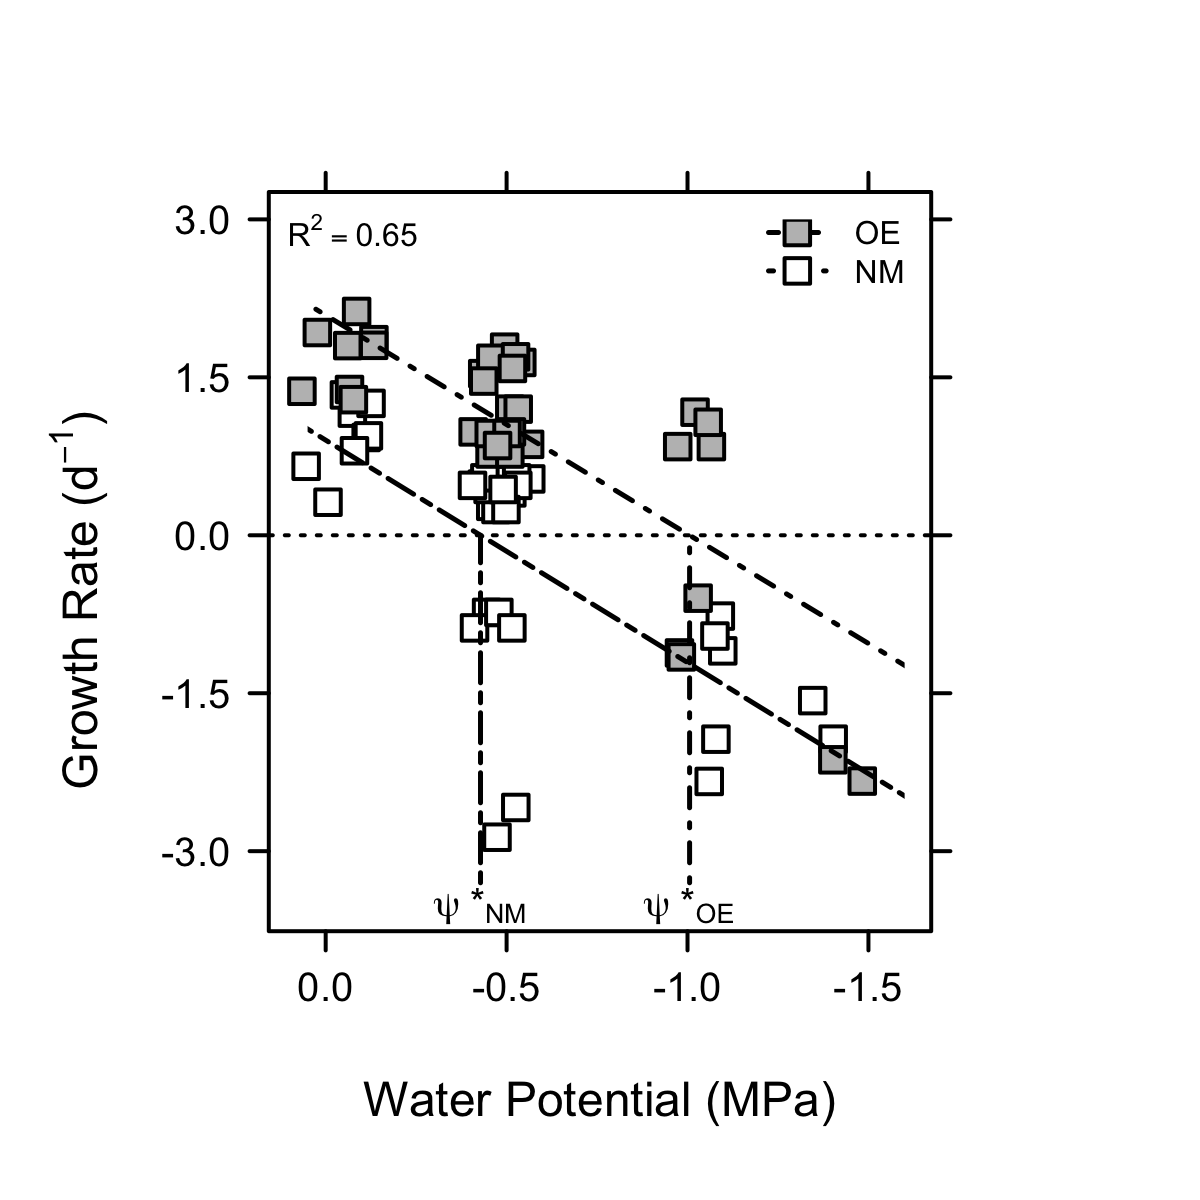 R² = 0.65
OE
NM
3.0
1.5
0.0
-1.5
-3.0
Growth Rate (d⁻¹)
ψ *NM
ψ *OE
0.0 -0.5 -1.0 -1.5
Water Potential (MPa)